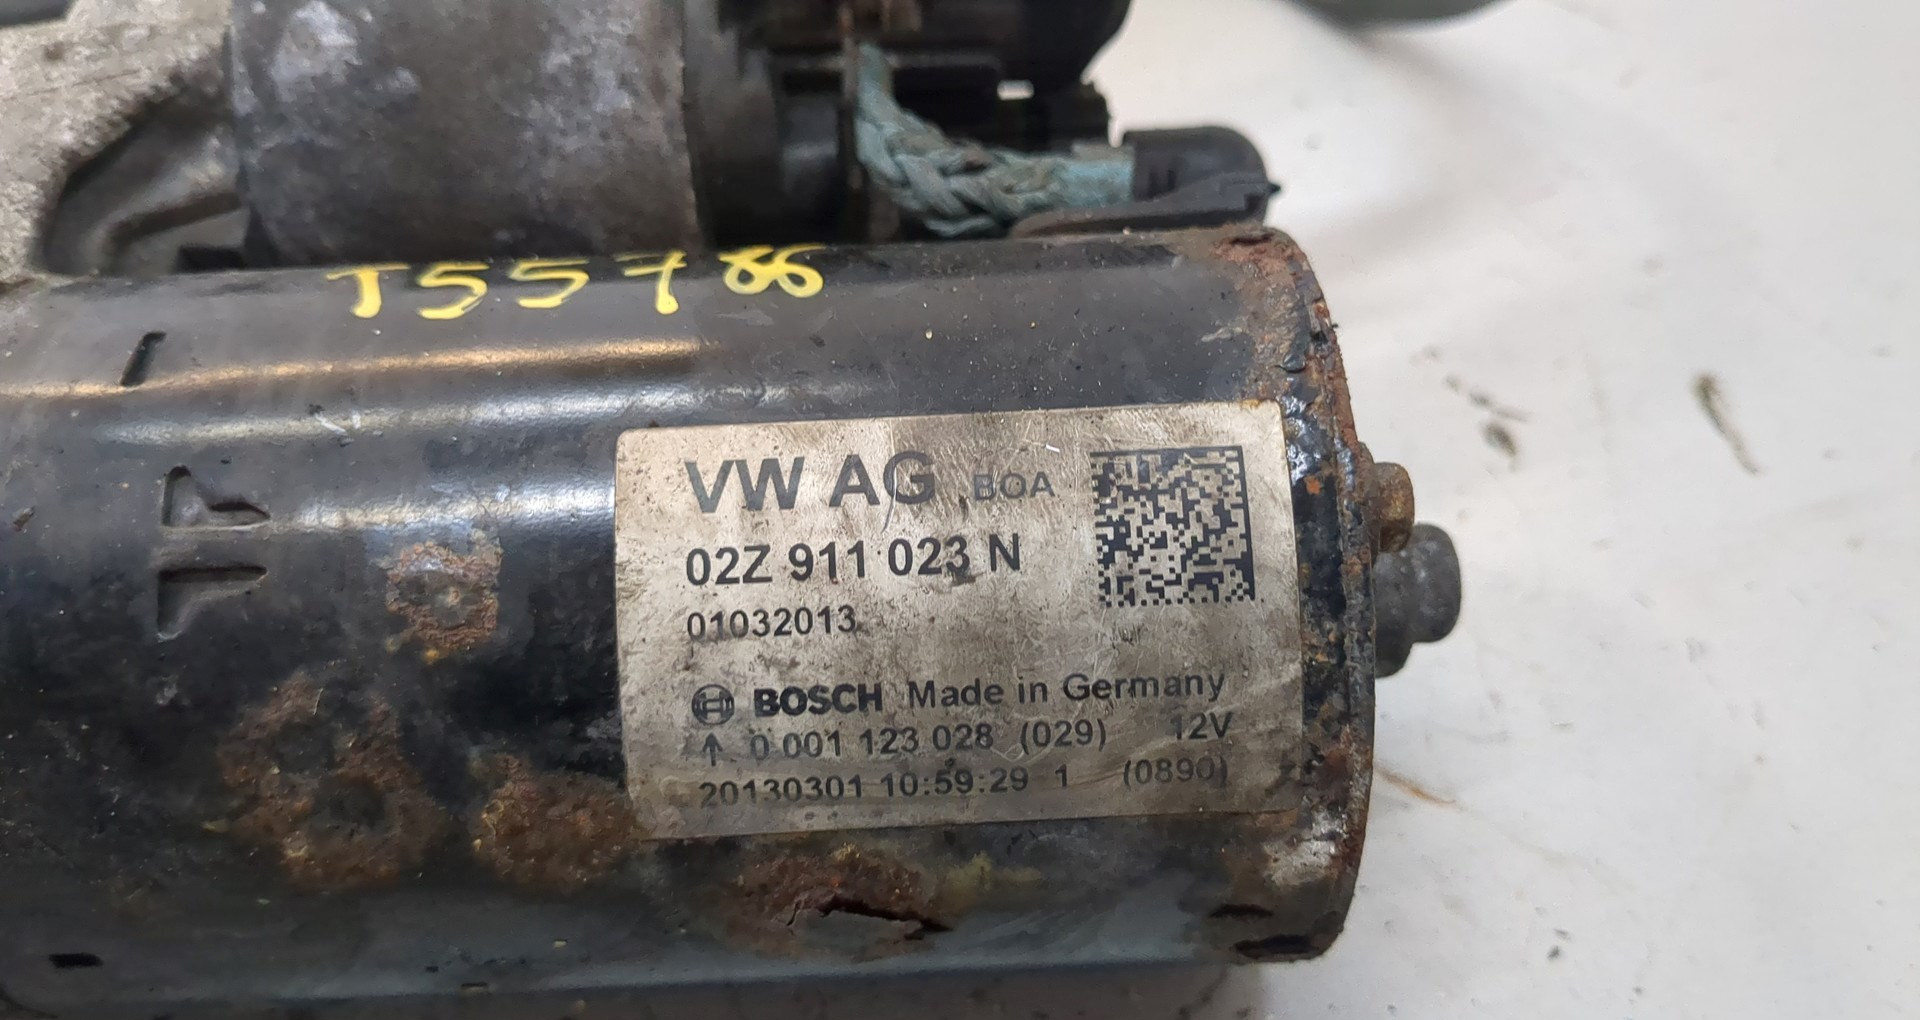 T55786
VW AG BOA
02Z 911 023 N
01032013
BOSCH Made in Germany
↑ 0 001 123 028 (029) 12V
20130301 10:59:29 1 (0890)